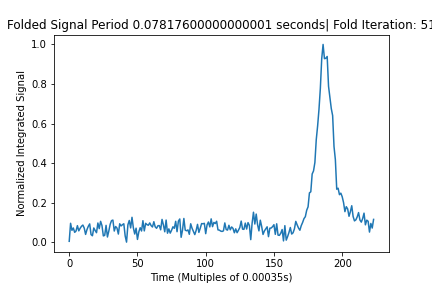 Folded Signal Period 0.07817600000000001 seconds| Fold Iteration: 51
1.0
0.8
0.6
0.4
0.2
0.0
Normalized Integrated Signal
0 50 100 150 200
Time (Multiples of 0.00035s)